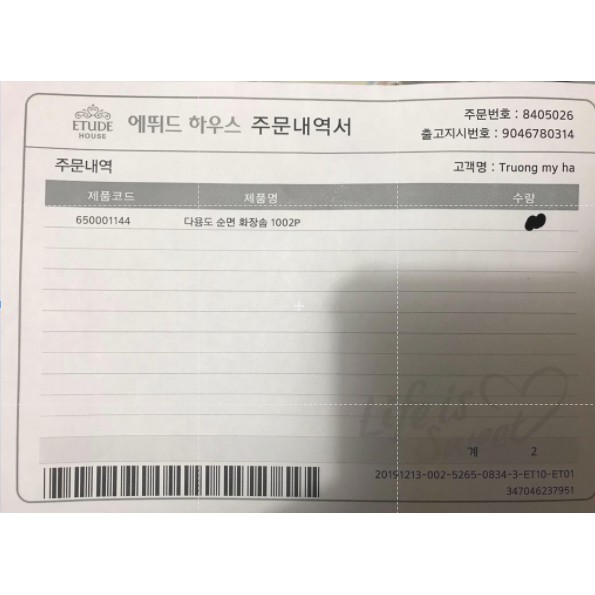 ETUDE
HOUSE
에뛰드 하우스 주문내역서
주문번호 : 8405026
출고지시번호 : 9046780314
주문내역
고객명 : Truong my ha
제품코드 제품명 수량
650001144 다용도 순면 화장솜 1002P
Life is
Sweet
계 2
20191213-002-5265-0834-3-ET10-ET01
347046237951